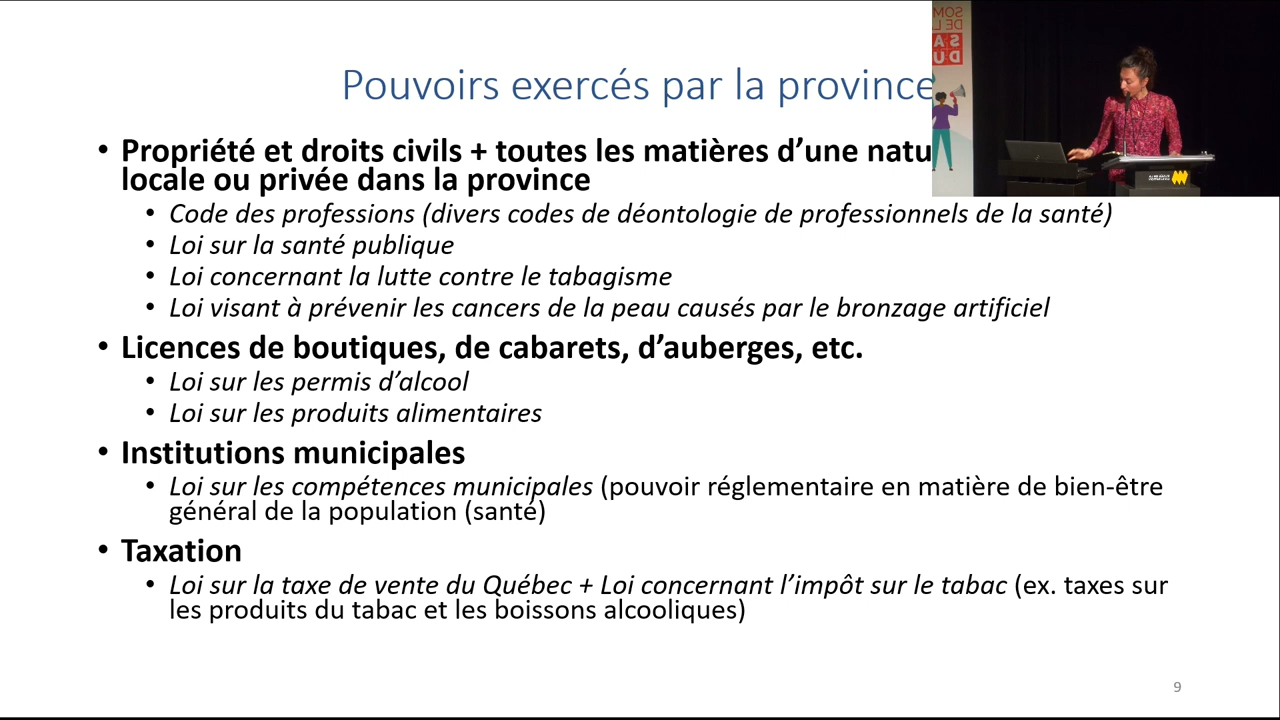 Pouvoirs exercés par la province
• Propriété et droits civils + toutes les matières d’une
locale ou privée dans la province
• Code des professions (divers codes de déontologie de professionnels de la santé)
• Loi sur la santé publique
• Loi concernant la lutte contre le tabagisme
• Loi visant à prévenir les cancers de la peau causés par le bronzage artificiel
• Licences de boutiques, de cabarets, d’auberges, etc.
• Loi sur les permis d’alcool
• Loi sur les produits alimentaires
• Institutions municipales
• Loi sur les compétences municipales (pouvoir réglementaire en matière de bien-être
général de la population (santé)
• Taxation
• Loi sur la taxe de vente du Québec + Loi concernant l’impôt sur le tabac (ex. taxes sur
les produits du tabac et les boissons alcooliques)
9